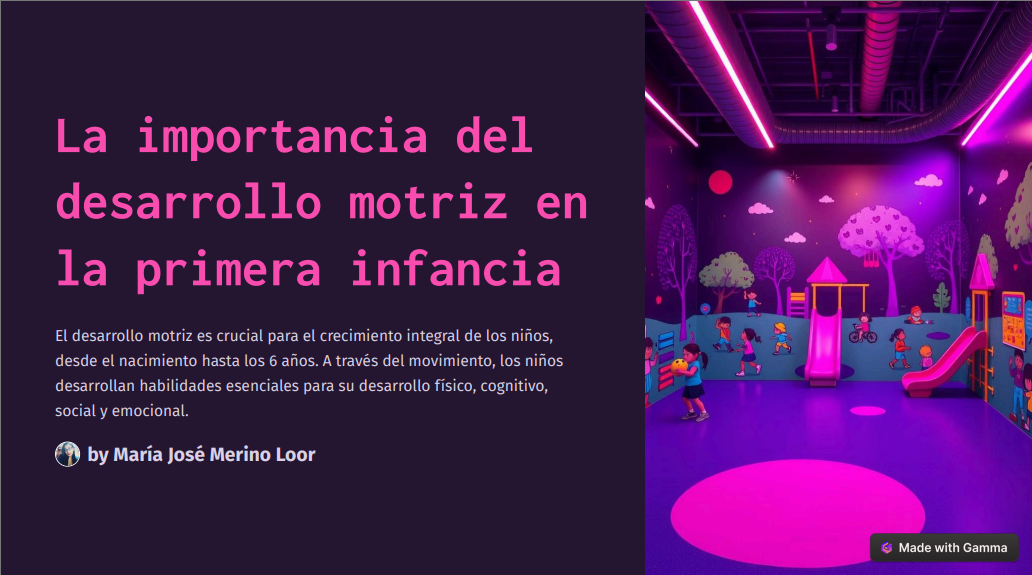 La importancia del
desarrollo motriz en
la primera infancia
El desarrollo motriz es crucial para el crecimiento integral de los niños,
desde el nacimiento hasta los 6 años. A través del movimiento, los niños
desarrollan habilidades esenciales para su desarrollo físico, cognitivo,
social y emocional.
by María José Merino Loor
Made with Gamma